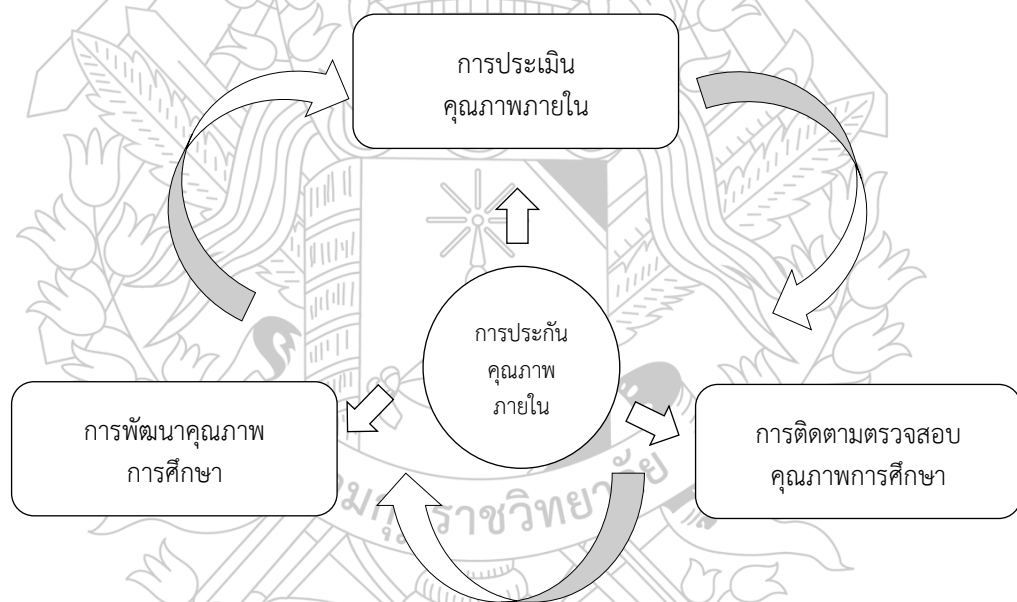 การประเมิน
คุณภาพภายใน
การประกัน
คุณภาพ
ภายใน
การพัฒนาคุณภาพ
การศึกษา
การติดตามตรวจสอบ
คุณภาพการศึกษา